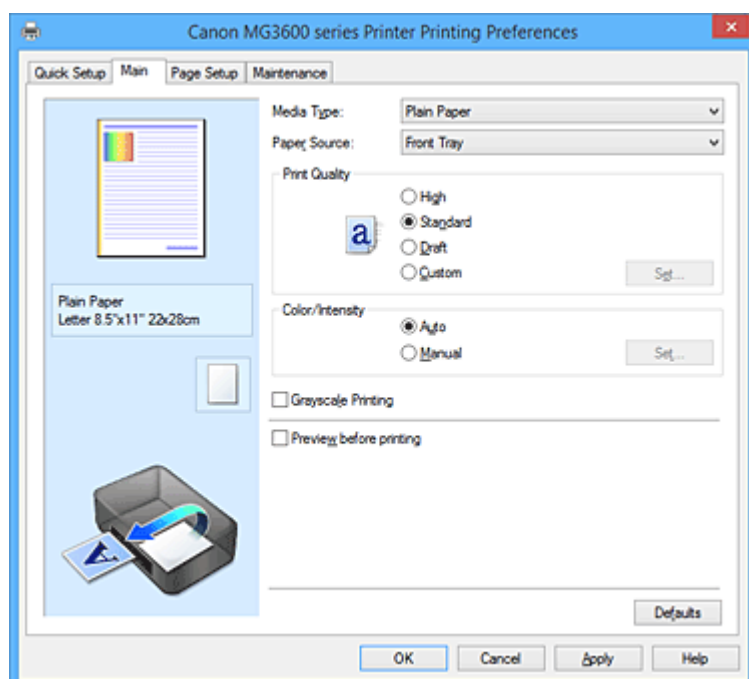 Canon MG3600 series Printer Printing Preferences
Quick Setup Main Page Setup Maintenance
Media Type: Plain Paper
Paper Source: Front Tray
Print Quality
High
Standard
Draft
Custom
Set...
Plain Paper
Letter 8.5"x11" 22x28cm
Color/Intensity
Auto
Manual
Set...
Grayscale Printing
Preview before printing
a
A
Defaults
OK Cancel Apply Help